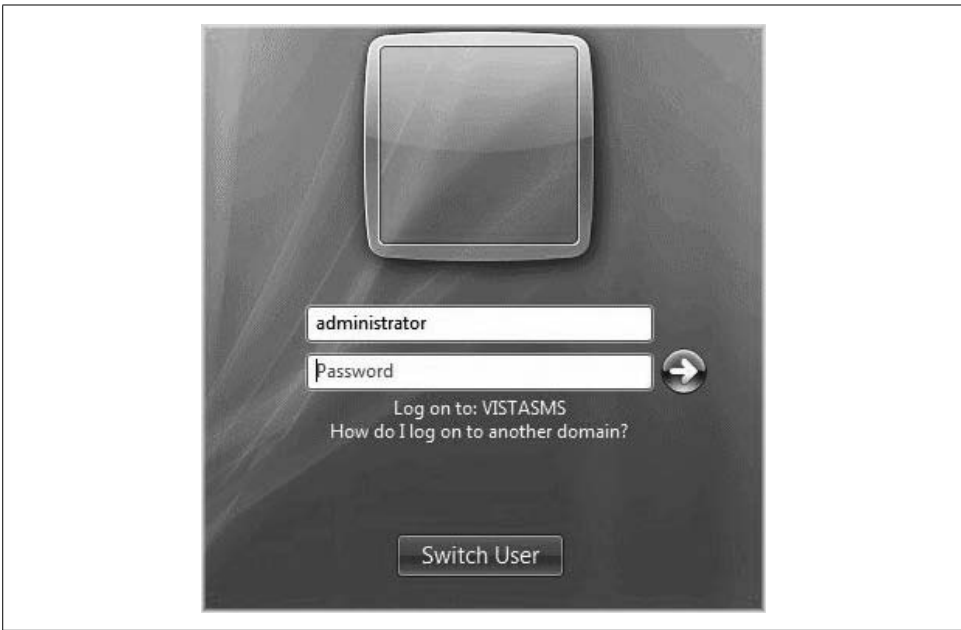 administrator
Password
Log on to: VISTASMS
How do I log on to another domain?
Switch User